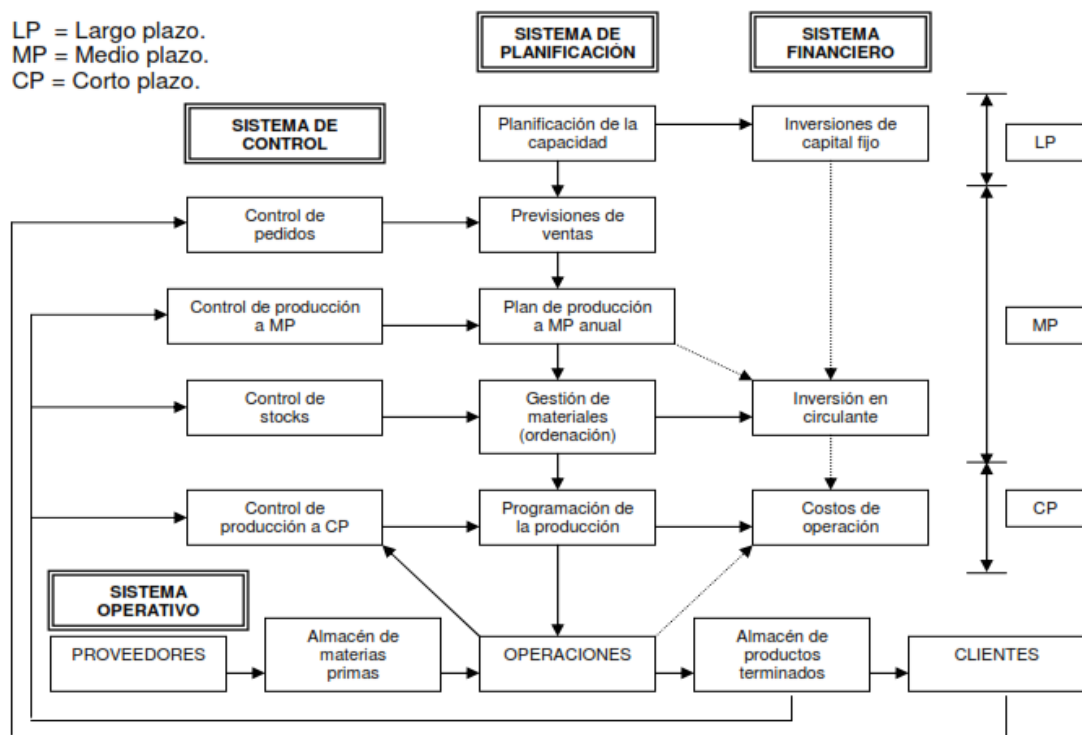 LP = Largo plazo.
MP = Medio plazo.
CP = Corto plazo.
SISTEMA DE
PLANIFICACIÓN
SISTEMA
FINANCIERO
SISTEMA DE
CONTROL
Planificación de la
capacidad
Inversiones de
capital fijo
LP
Control de
pedidos
Previsiones de
ventas
Control de producción
a MP
Plan de producción
a MP anual
MP
Control de
stocks
Gestión de
materiales
(ordenación)
Inversión en
circulante
Control de
producción a CP
Programación de
la producción
Costos de
operación
CP
SISTEMA
OPERATIVO
PROVEEDORES
Almacén de
materias
primas
OPERACIONES
Almacén de
productos
terminados
CLIENTES